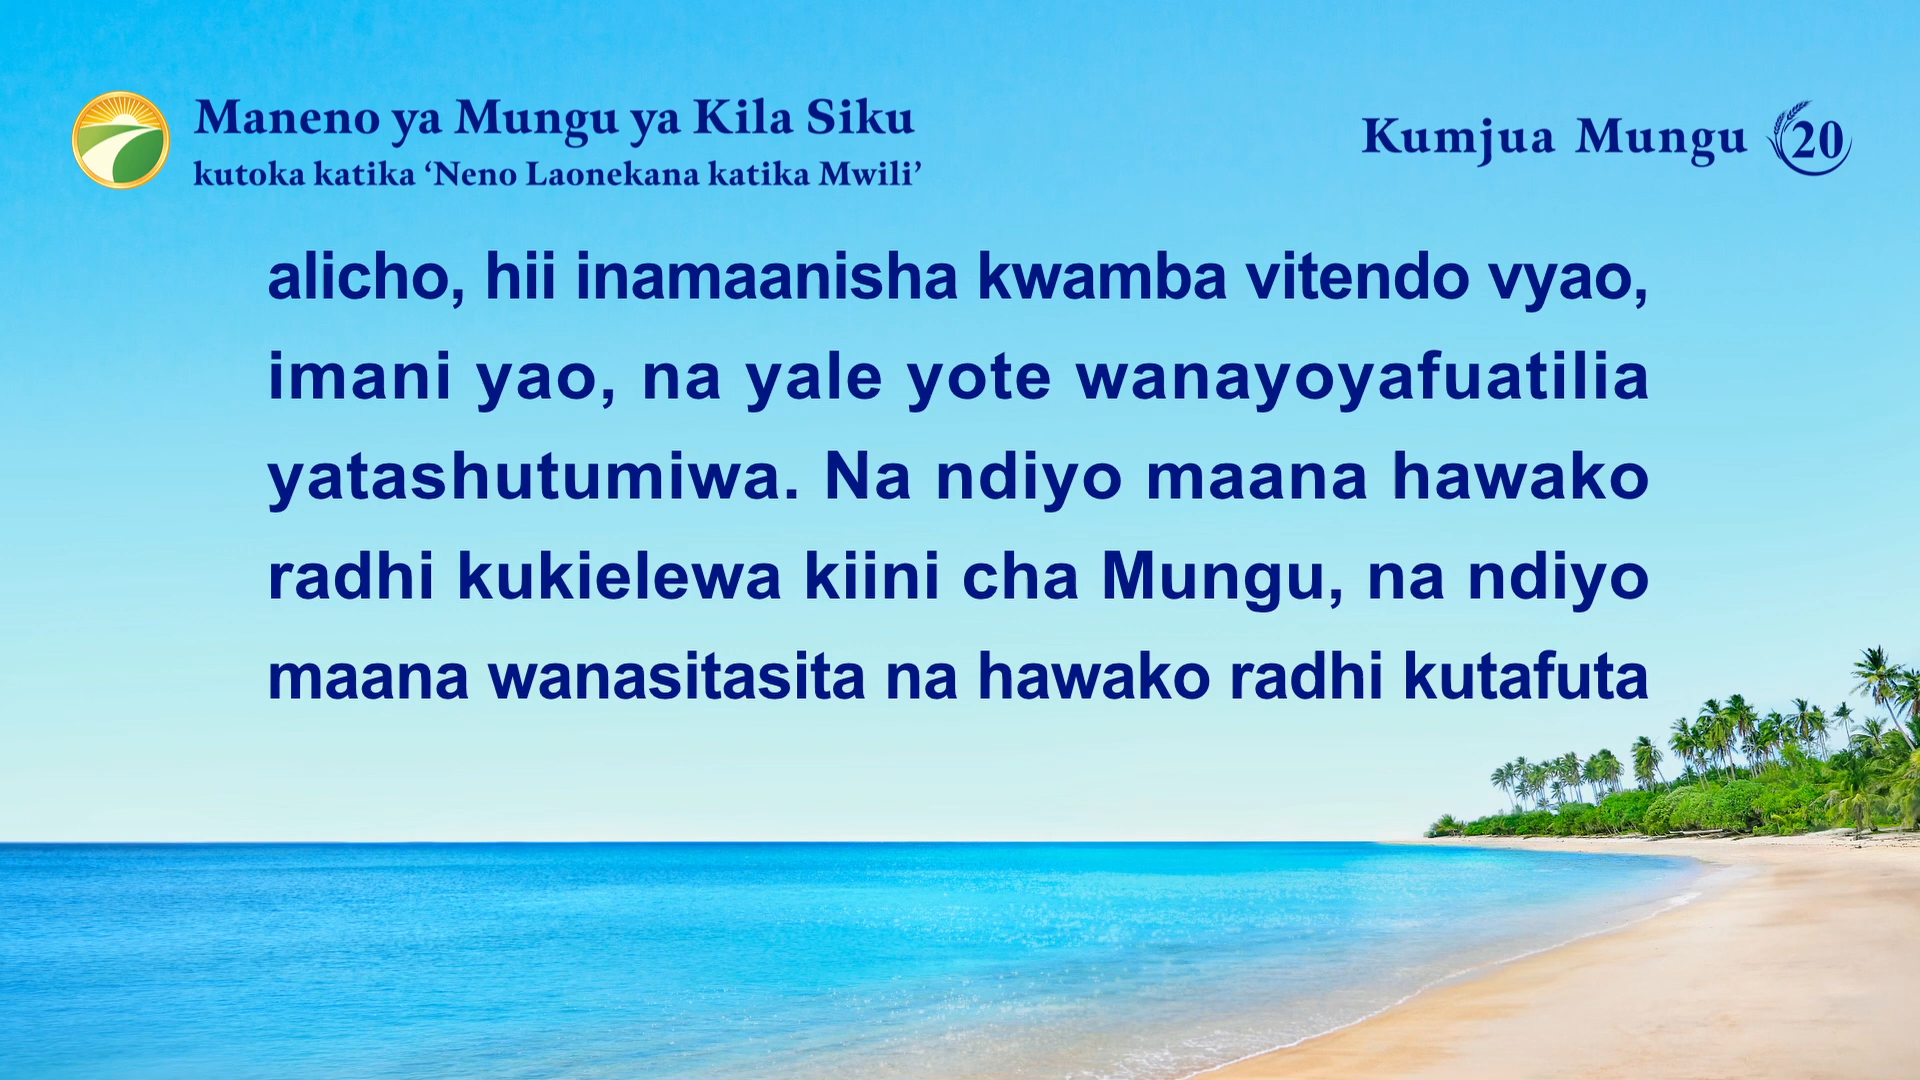 Maneno ya Mungu ya Kila Siku
kutoka katika ‘Neno Laonekana katika Mwili’
Kumjua Mungu 20
alicho, hii inamaanisha kwamba vitendo vyao,
imani yao, na yale yote wanayoyafuatilia
yatashutumiwa. Na ndiyo maana hawako
radhi kukielewa kiini cha Mungu, na ndiyo
maana wanasitasita na hawako radhi kutafuta